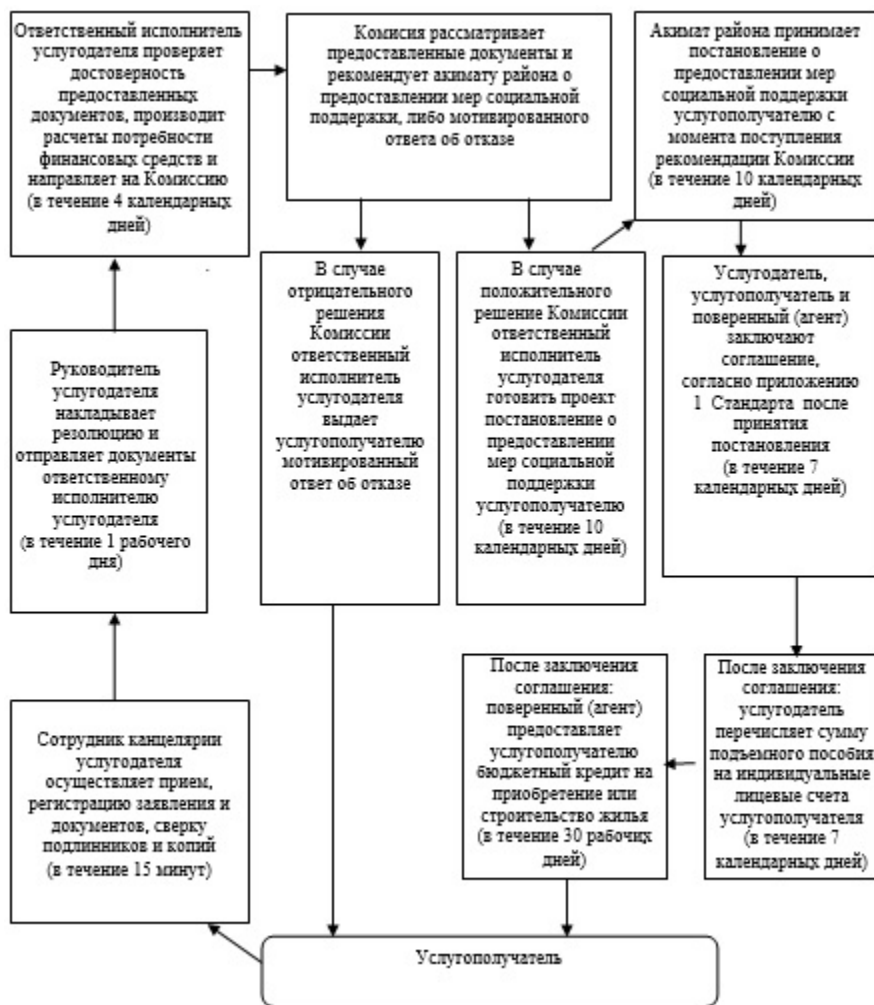 Ответственный исполнитель
услугодателя проверяет
достоверность
предоставленных
документов, производит
расчеты потребности
финансовых средств и
направляет на Комиссию
(в течение 4 календарных
дней)
Комисия рассматривает
предоставленные документы и
рекомендует акимату района о
предоставлении мер социальной
поддержки, либо мотивированного
ответа об отказе
Акимат района принимает
постановление о
предоставлении мер
социальной поддержки
услугополучателю с
момента поступления
рекомендации Комиссии
(в течение 10 календарных
дней)
Руководитель
услугодателя
накладывает
резолюцию и
отправляет документы
ответственному
исполнителю
услугодателя
(в течение 1 рабочего
дня)
В случае
отрицательного
решения
Комиссии
ответственный
исполнитель
услугодателя
выдает
услугополучателю
мотивированный
ответ об отказе
В случае
положительного
решение Комиссии
ответственный
исполнитель
услугодателя
готовить проект
постановление о
предоставлении
мер социальной
поддержки
услугополучателю
(в течение 10
календарных дней)
Услугодатель,
услугополучатель и
поверенный (агент)
заключают
соглашение,
согласно приложению
1 Стандарта после
принятия
постановления
(в течение 7
календарных дней)
Сотрудник канцелярии
услугодателя
осуществляет прием,
регистрацию заявления и
документов, сверку
подлинников и копий
(в течение 15 минут)
После заключения
соглашения:
поверенный (агент)
предоставляет
услугополучателю
бюджетный кредит на
приобретение или
строительство жилья
(в течение 30 рабочих
дней)
После заключения
соглашения:
услугодатель
перечисляет сумму
подъемного пособия
на индивидуальные
лицевые счета
услугополучателя
(в течение 7
календарных дней)
Услугополучатель